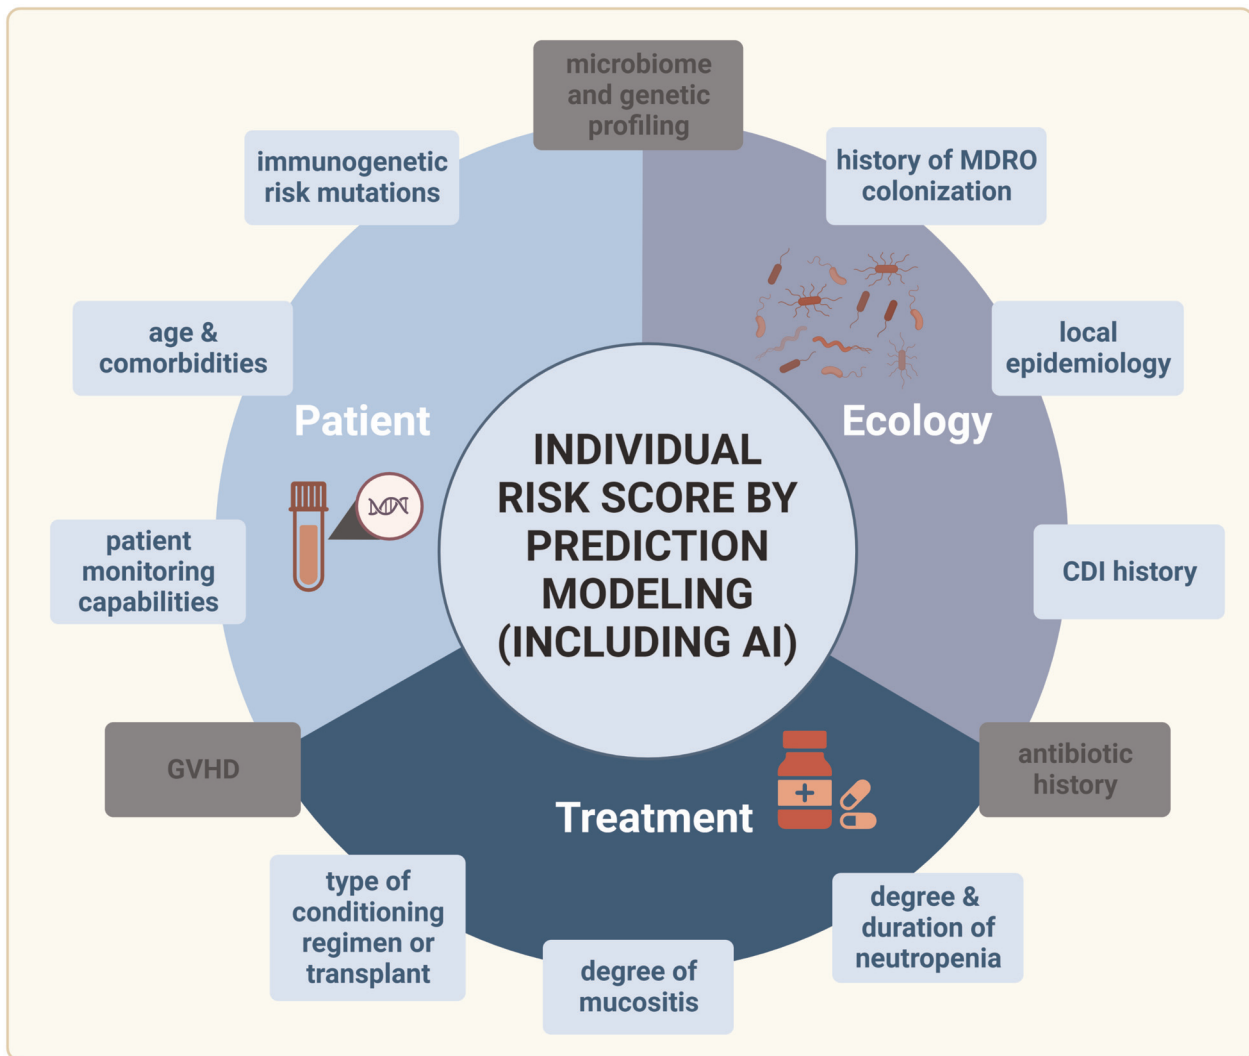 microbiome
and genetic
profiling
immunogenetic
risk mutations
history of MDRO
colonization
age &
comorbidities
local
epidemiology
Patient
Ecology
INDIVIDUAL
RISK SCORE BY
PREDICTION
MODELING
(INCLUDING AI)
patient
monitoring
capabilities
CDI history
GVHD
antibiotic
history
Treatment
type of
conditioning
regimen or
transplant
degree of
mucositis
degree &
duration of
neutropenia